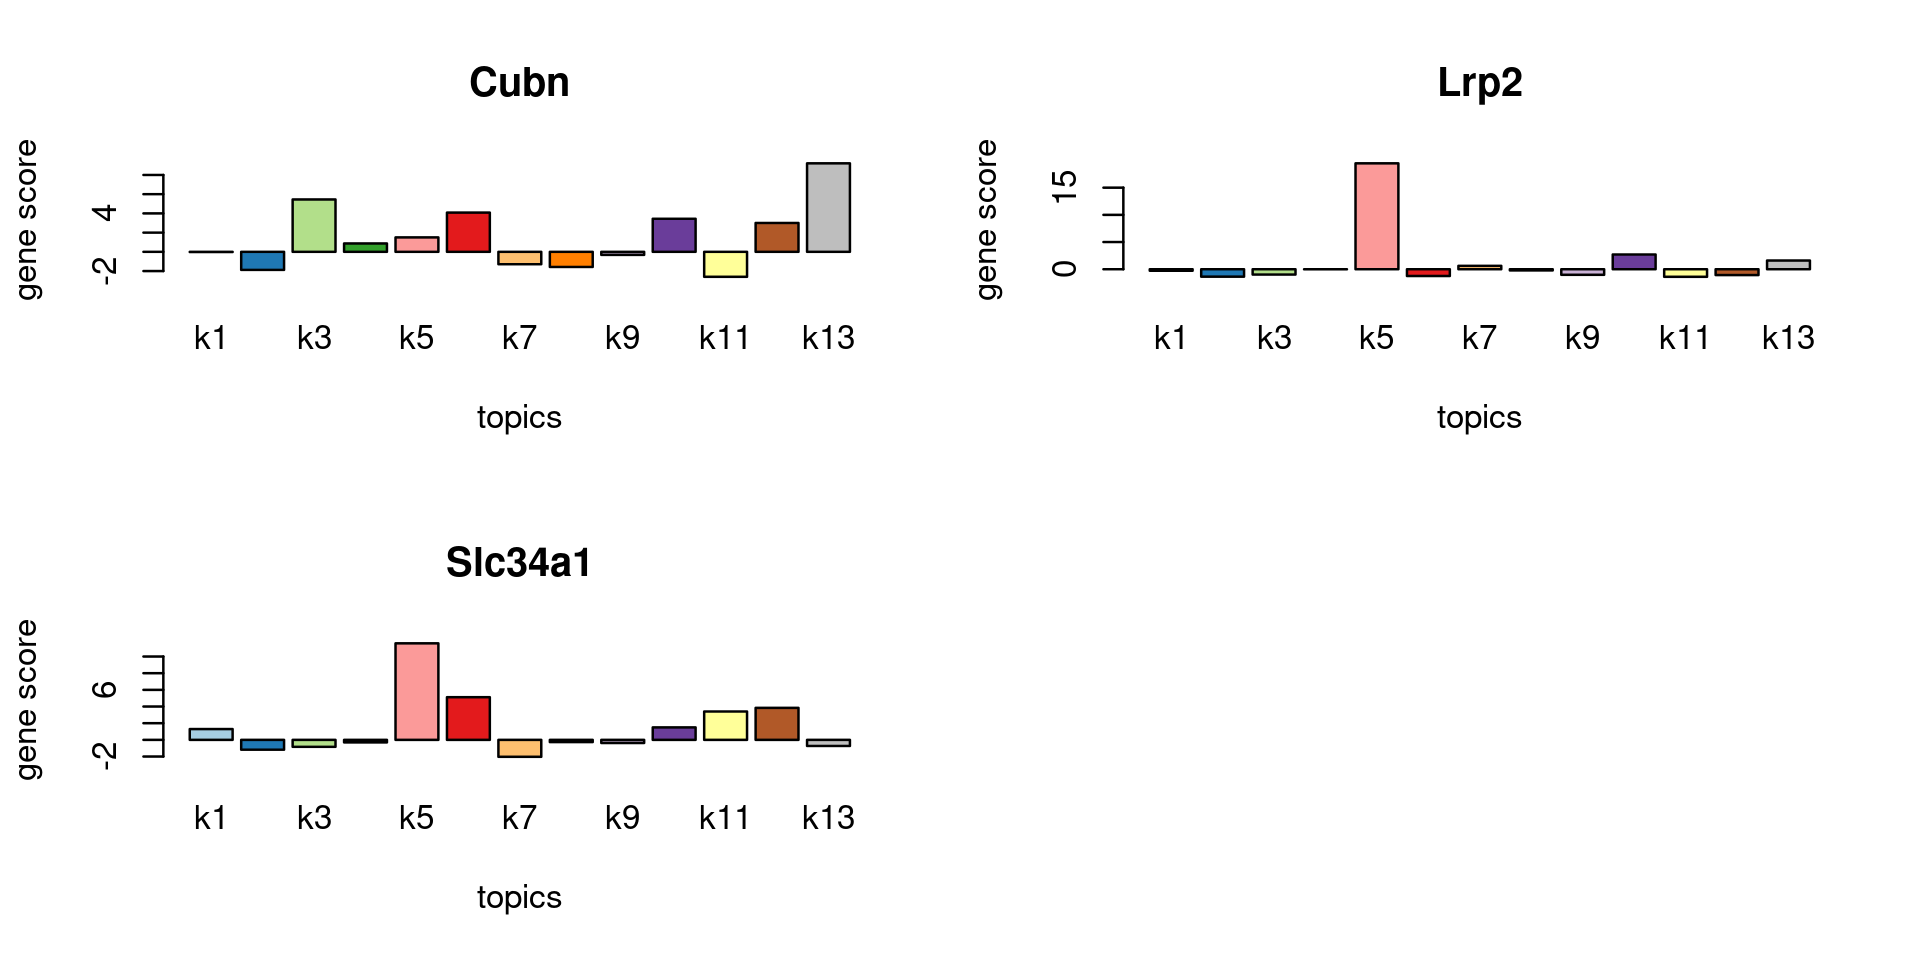 Cubn
gene score
4
-2
k1 k3 k5 k7 k9 k11 k13
topics
Lrp2
gene score
15
0
k1 k3 k5 k7 k9 k11 k13
topics
Slc34a1
gene score
6
-2
k1 k3 k5 k7 k9 k11 k13
topics